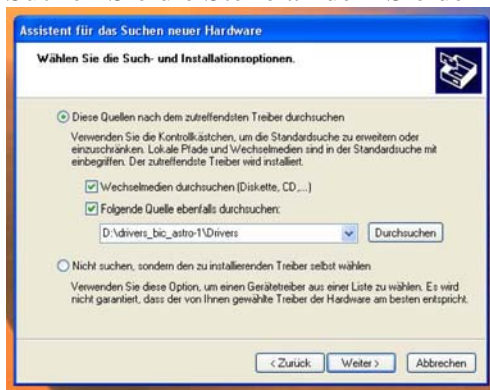 Assistent für das Suchen neuer Hardware
Wählen Sie die Such- und Installationsoptionen.
Diese Quellen nach dem zutreffendsten Treiber durchsuchen
Verwenden Sie die Kontrollkästchen, um die Standardsuche zu erweitern oder
einzuschränken. Lokale Pfade und Wechselmedien sind in der Standardsuche mit
einbegriffen. Der zutreffendste Treiber wird installiert.
Wechselmedien durchsuchen (Diskette, CD,...)
Folgende Quelle ebenfalls durchsuchen:
D:\drivers_bic_astro-1\Drivers
Durchsuchen
Nicht suchen, sondern den zu installierenden Treiber selbst wählen
Verwenden Sie diese Option, um einen Gerätetreiber aus einer Liste zu wählen. Es wird
nicht garantiert, dass der von Ihnen gewählte Treiber der Hardware am besten entspricht.
< Zurück Weiter > Abbrechen